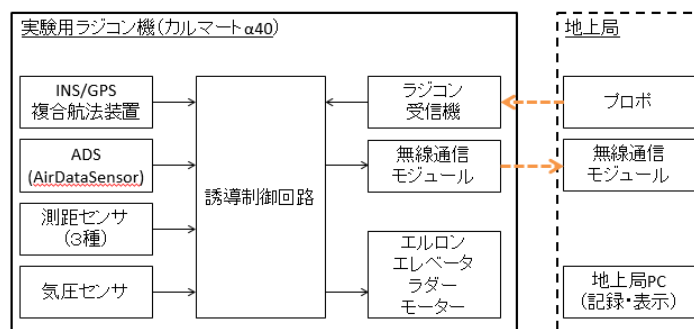 実験用ラジコン機(カルマートα40)
地上局
INS/GPS
複合航法装置
ADS
(AirDataSensor)
測距センサ
(3種)
気圧センサ
誘導制御回路
ラジコン
受信機
無線通信
モジュール
エルロン
エレベータ
ラダー
モーター
プロポ
無線通信
モジュール
地上局PC
(記録・表示)